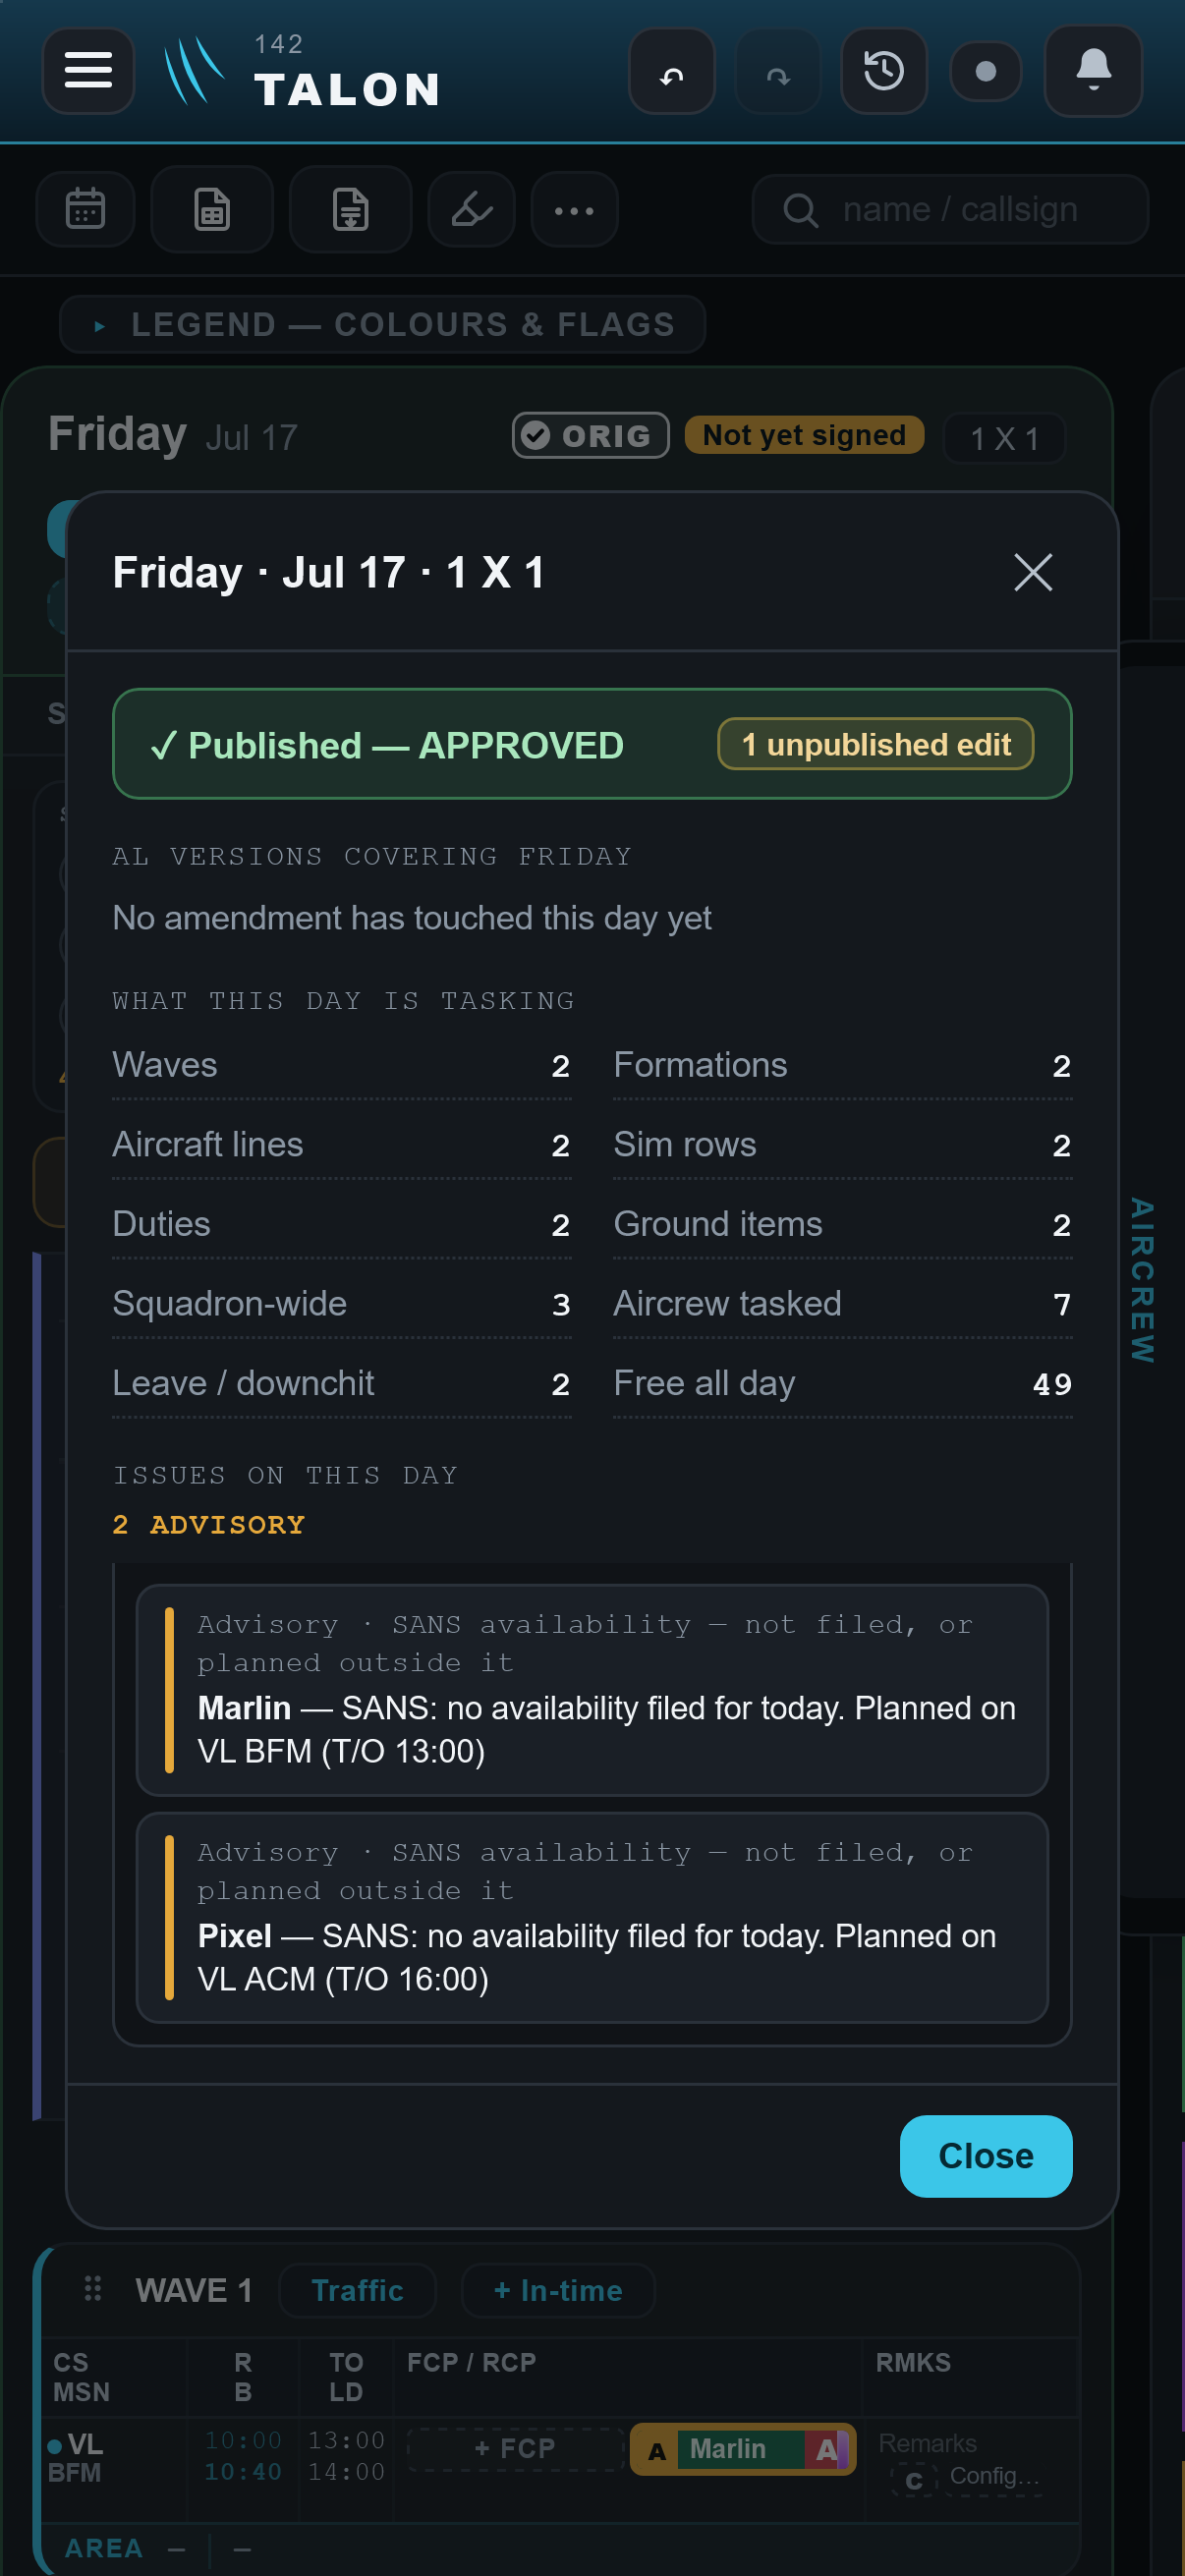 142
TALON
name / callsign
▸ LEGEND — COLOURS & FLAGS
Friday Jul 17 ORIG Not yet signed 1 X 1
Friday · Jul 17 · 1 X 1
✓ Published — APPROVED 1 unpublished edit
AL VERSIONS COVERING FRIDAY
No amendment has touched this day yet
WHAT THIS DAY IS TASKING
Waves 2 Formations 2
Aircraft lines 2 Sim rows 2
Duties 2 Ground items 2
Squadron-wide 3 Aircrew tasked 7
Leave / downchit 2 Free all day 49
AIRCREW
ISSUES ON THIS DAY
2 ADVISORY
Advisory · SANS availability — not filed, or
planned outside it
Marlin — SANS: no availability filed for today. Planned on
VL BFM (T/O 13:00)
Advisory · SANS availability — not filed, or
planned outside it
Pixel — SANS: no availability filed for today. Planned on
VL ACM (T/O 16:00)
Close
WAVE 1 Traffic + In-time
CS R TO FCP / RCP RMKS
MSN B LD
VL 10:00 13:00 + FCP A Marlin A Remarks
BFM 10:40 14:00 C Config…
AREA — —